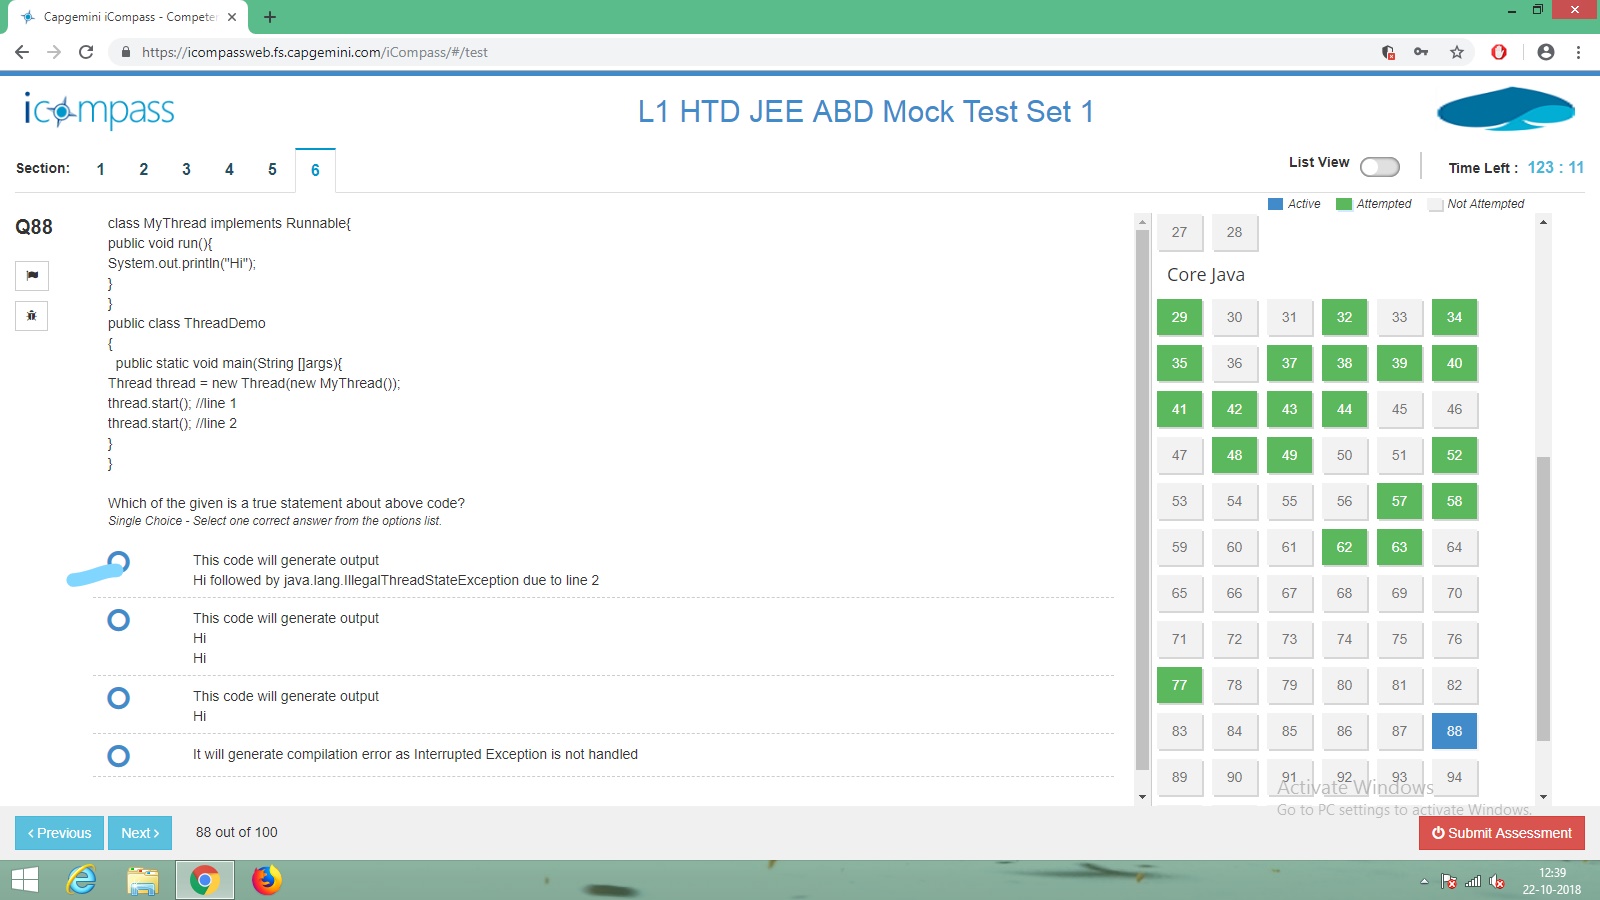 Capgemini iCompass - Competen
https://icompassweb.fs.capgemini.com/iCompass/#/test
icompass
L1 HTD JEE ABD Mock Test Set 1
Section: 1 2 3 4 5 6
List View
Time Left : 123 : 11
Active Attempted Not Attempted
Q88
class MyThread implements Runnable{
public void run(){
System.out.println("Hi");
}
}
public class ThreadDemo
{
public static void main(String []args){
Thread thread = new Thread(new MyThread());
thread.start(); //line 1
thread.start(); //line 2
}
}
Which of the given is a true statement about above code?
Single Choice - Select one correct answer from the options list.
This code will generate output
Hi followed by java.lang.IllegalThreadStateException due to line 2
This code will generate output
Hi
Hi
This code will generate output
Hi
It will generate compilation error as Interrupted Exception is not handled
27 28
Core Java
29 30 31 32 33 34
35 36 37 38 39 40
41 42 43 44 45 46
47 48 49 50 51 52
53 54 55 56 57 58
59 60 61 62 63 64
65 66 67 68 69 70
71 72 73 74 75 76
77 78 79 80 81 82
83 84 85 86 87 88
89 90 91 92 93 94
Activate Windows
Go to PC settings to activate Windows.
Previous Next 88 out of 100
Submit Assessment
12:39
22-10-2018